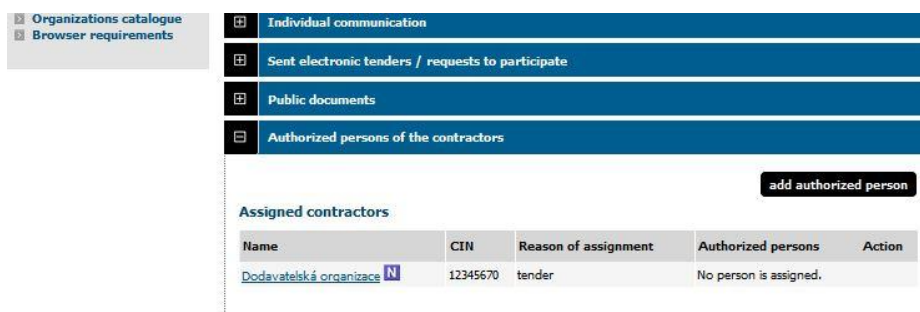 Organizations catalogue
Browser requirements
Individual communication
Sent electronic tenders / requests to participate
Public documents
Authorized persons of the contractors
add authorized person
Assigned contractors
Name CIN Reason of assignment Authorized persons Action
Dodavatelská organizace N 12345670 tender No person is assigned.